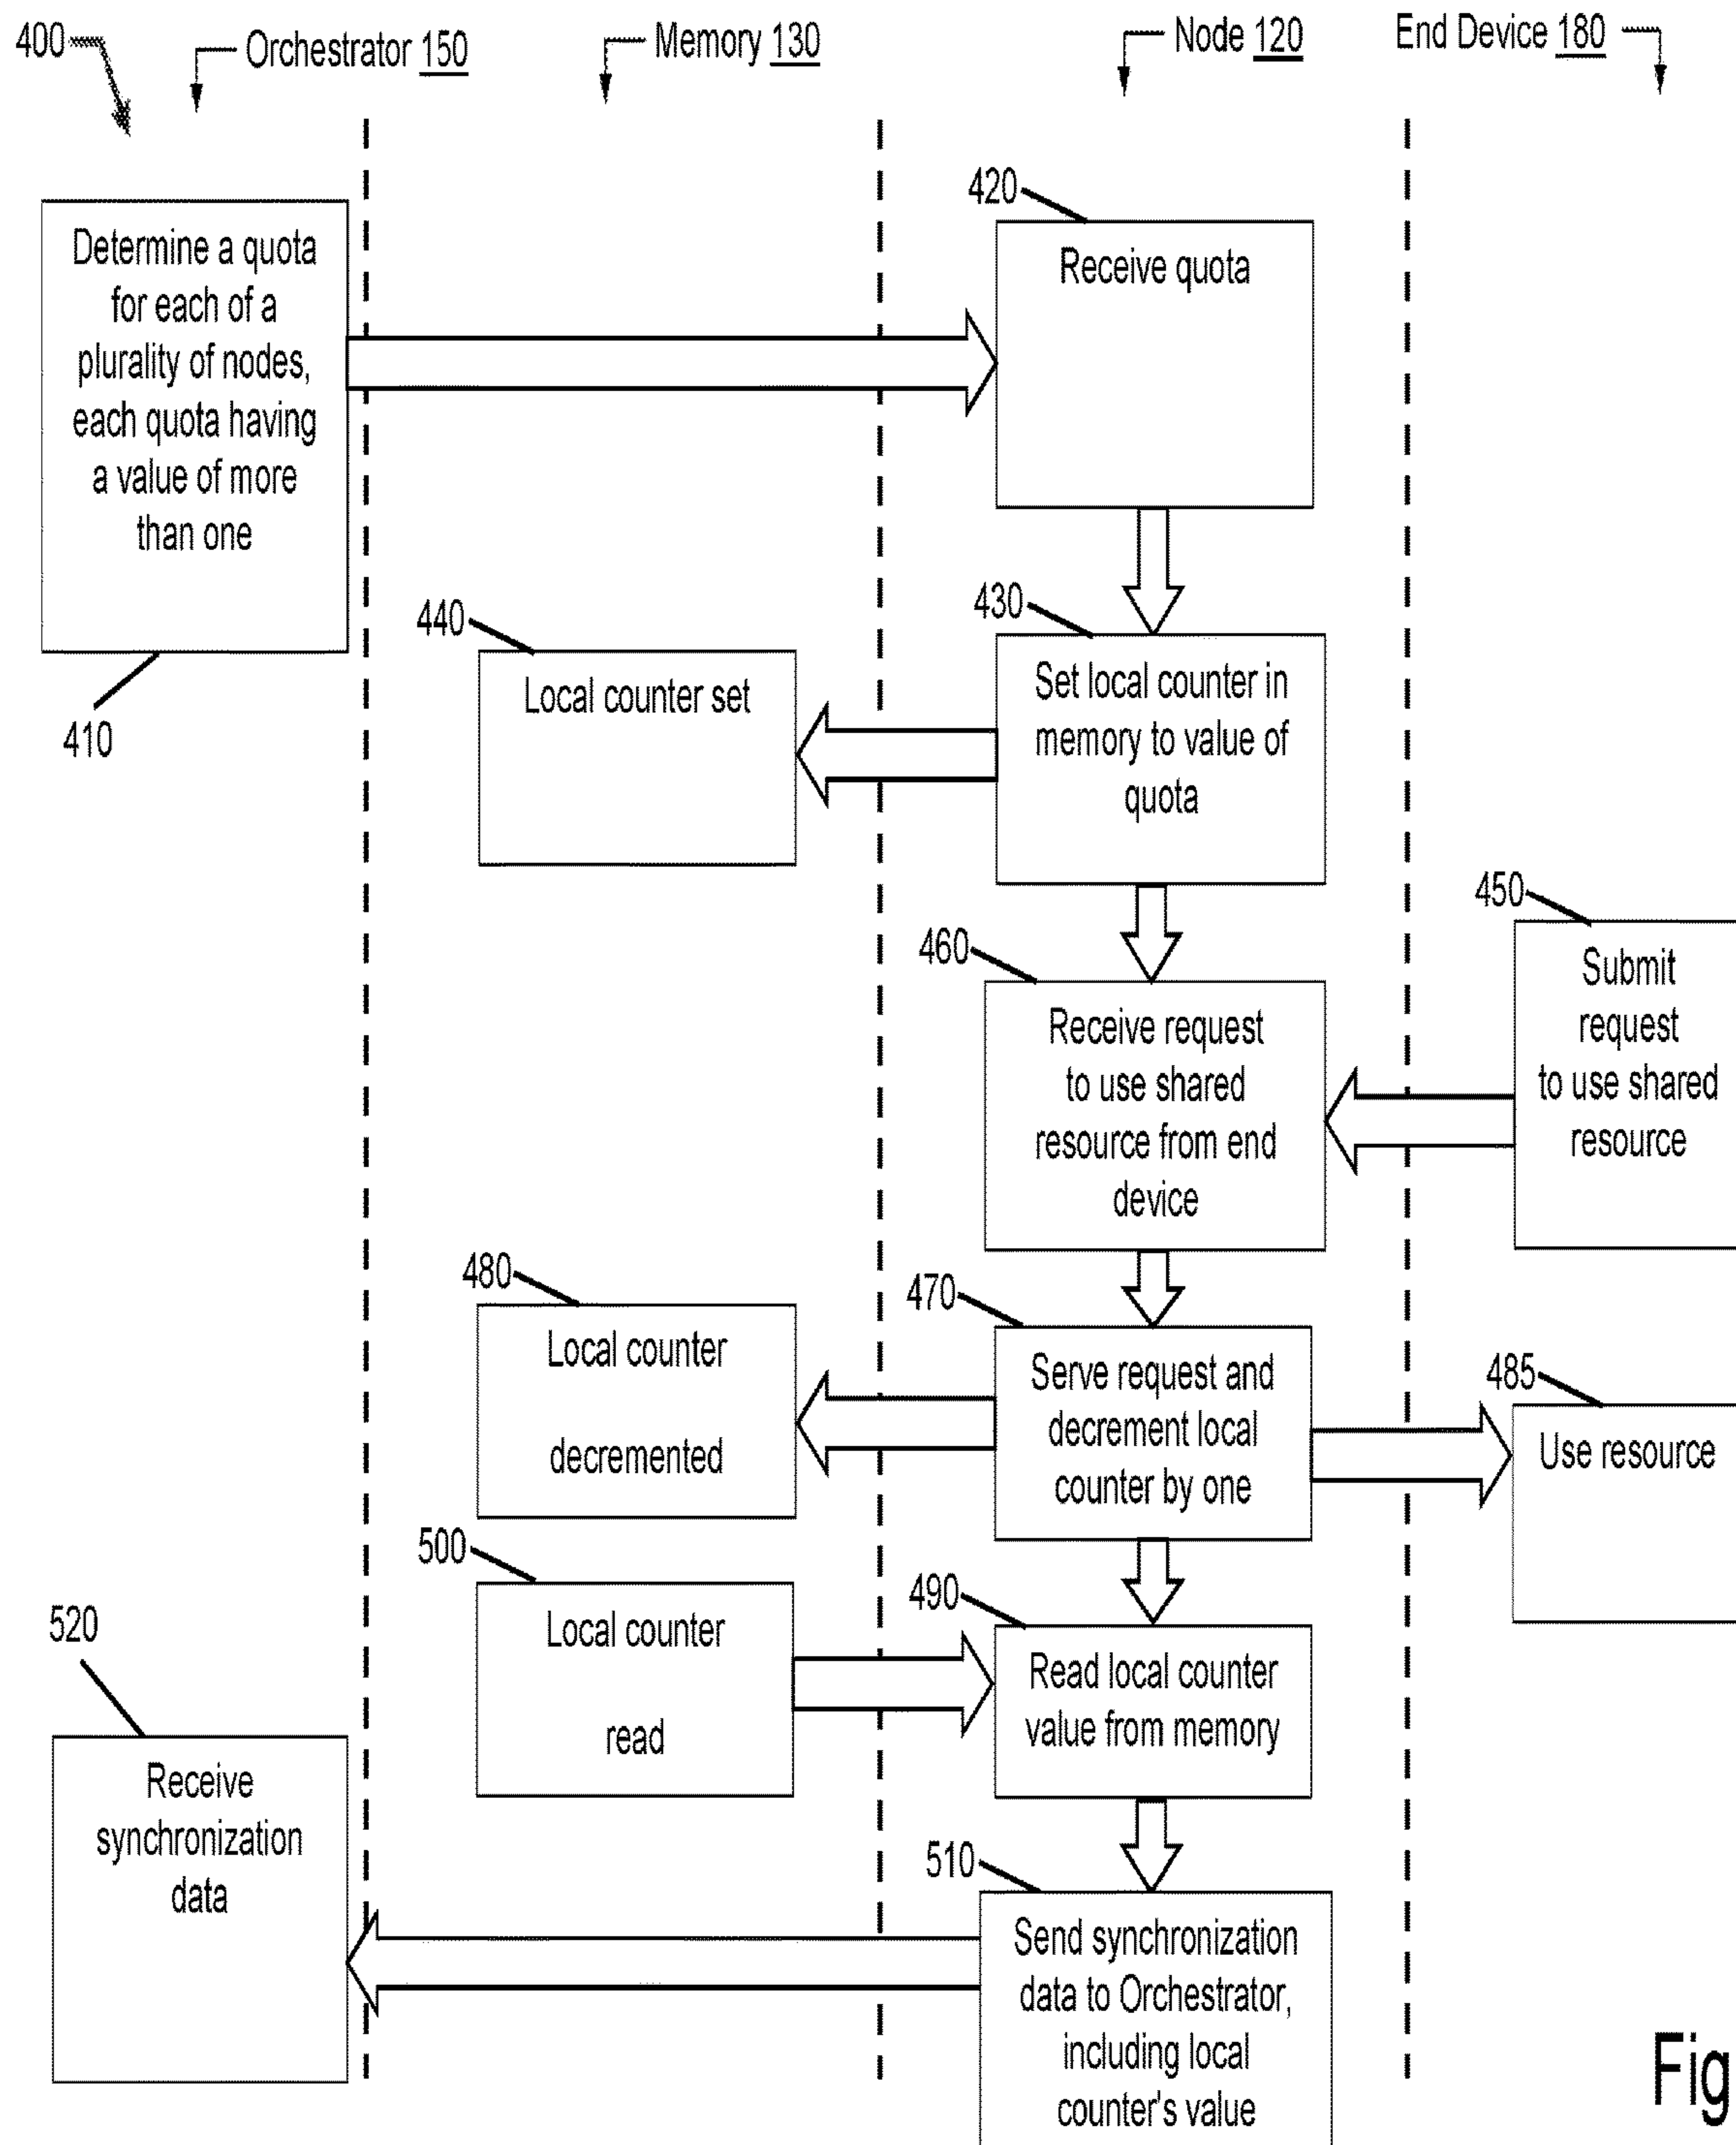 400
Orchestrator 150
Memory 130
Node 120
End Device 180
Determine a quota
for each of a
plurality of nodes,
each quota having
a value of more
than one
410
420
Receive quota
430
Set local counter in
memory to value of
quota
440
Local counter set
450
Submit
request
to use shared
resource
460
Receive request
to use shared
resource from end
device
470
Serve request and
decrement local
counter by one
480
Local counter
decremented
485
Use resource
490
Read local counter
value from memory
500
Local counter
read
510
Send synchronization
data to Orchestrator,
including local
counter's value
520
Receive
synchronization
data
Fig